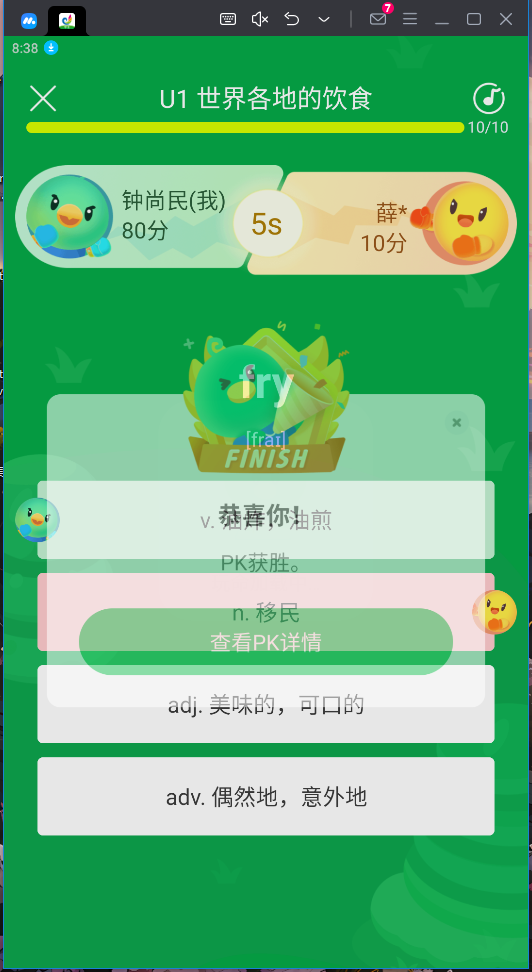 7
8:38
U1 世界各地的饮食
10/10
钟尚民(我)
80分
5s
薛*
10分
fry
[fraɪ]
FINISH
恭喜你!
v. 油炸，油煎
PK获胜。
n. 移民
查看PK详情
adj. 美味的，可口的
adv. 偶然地，意外地